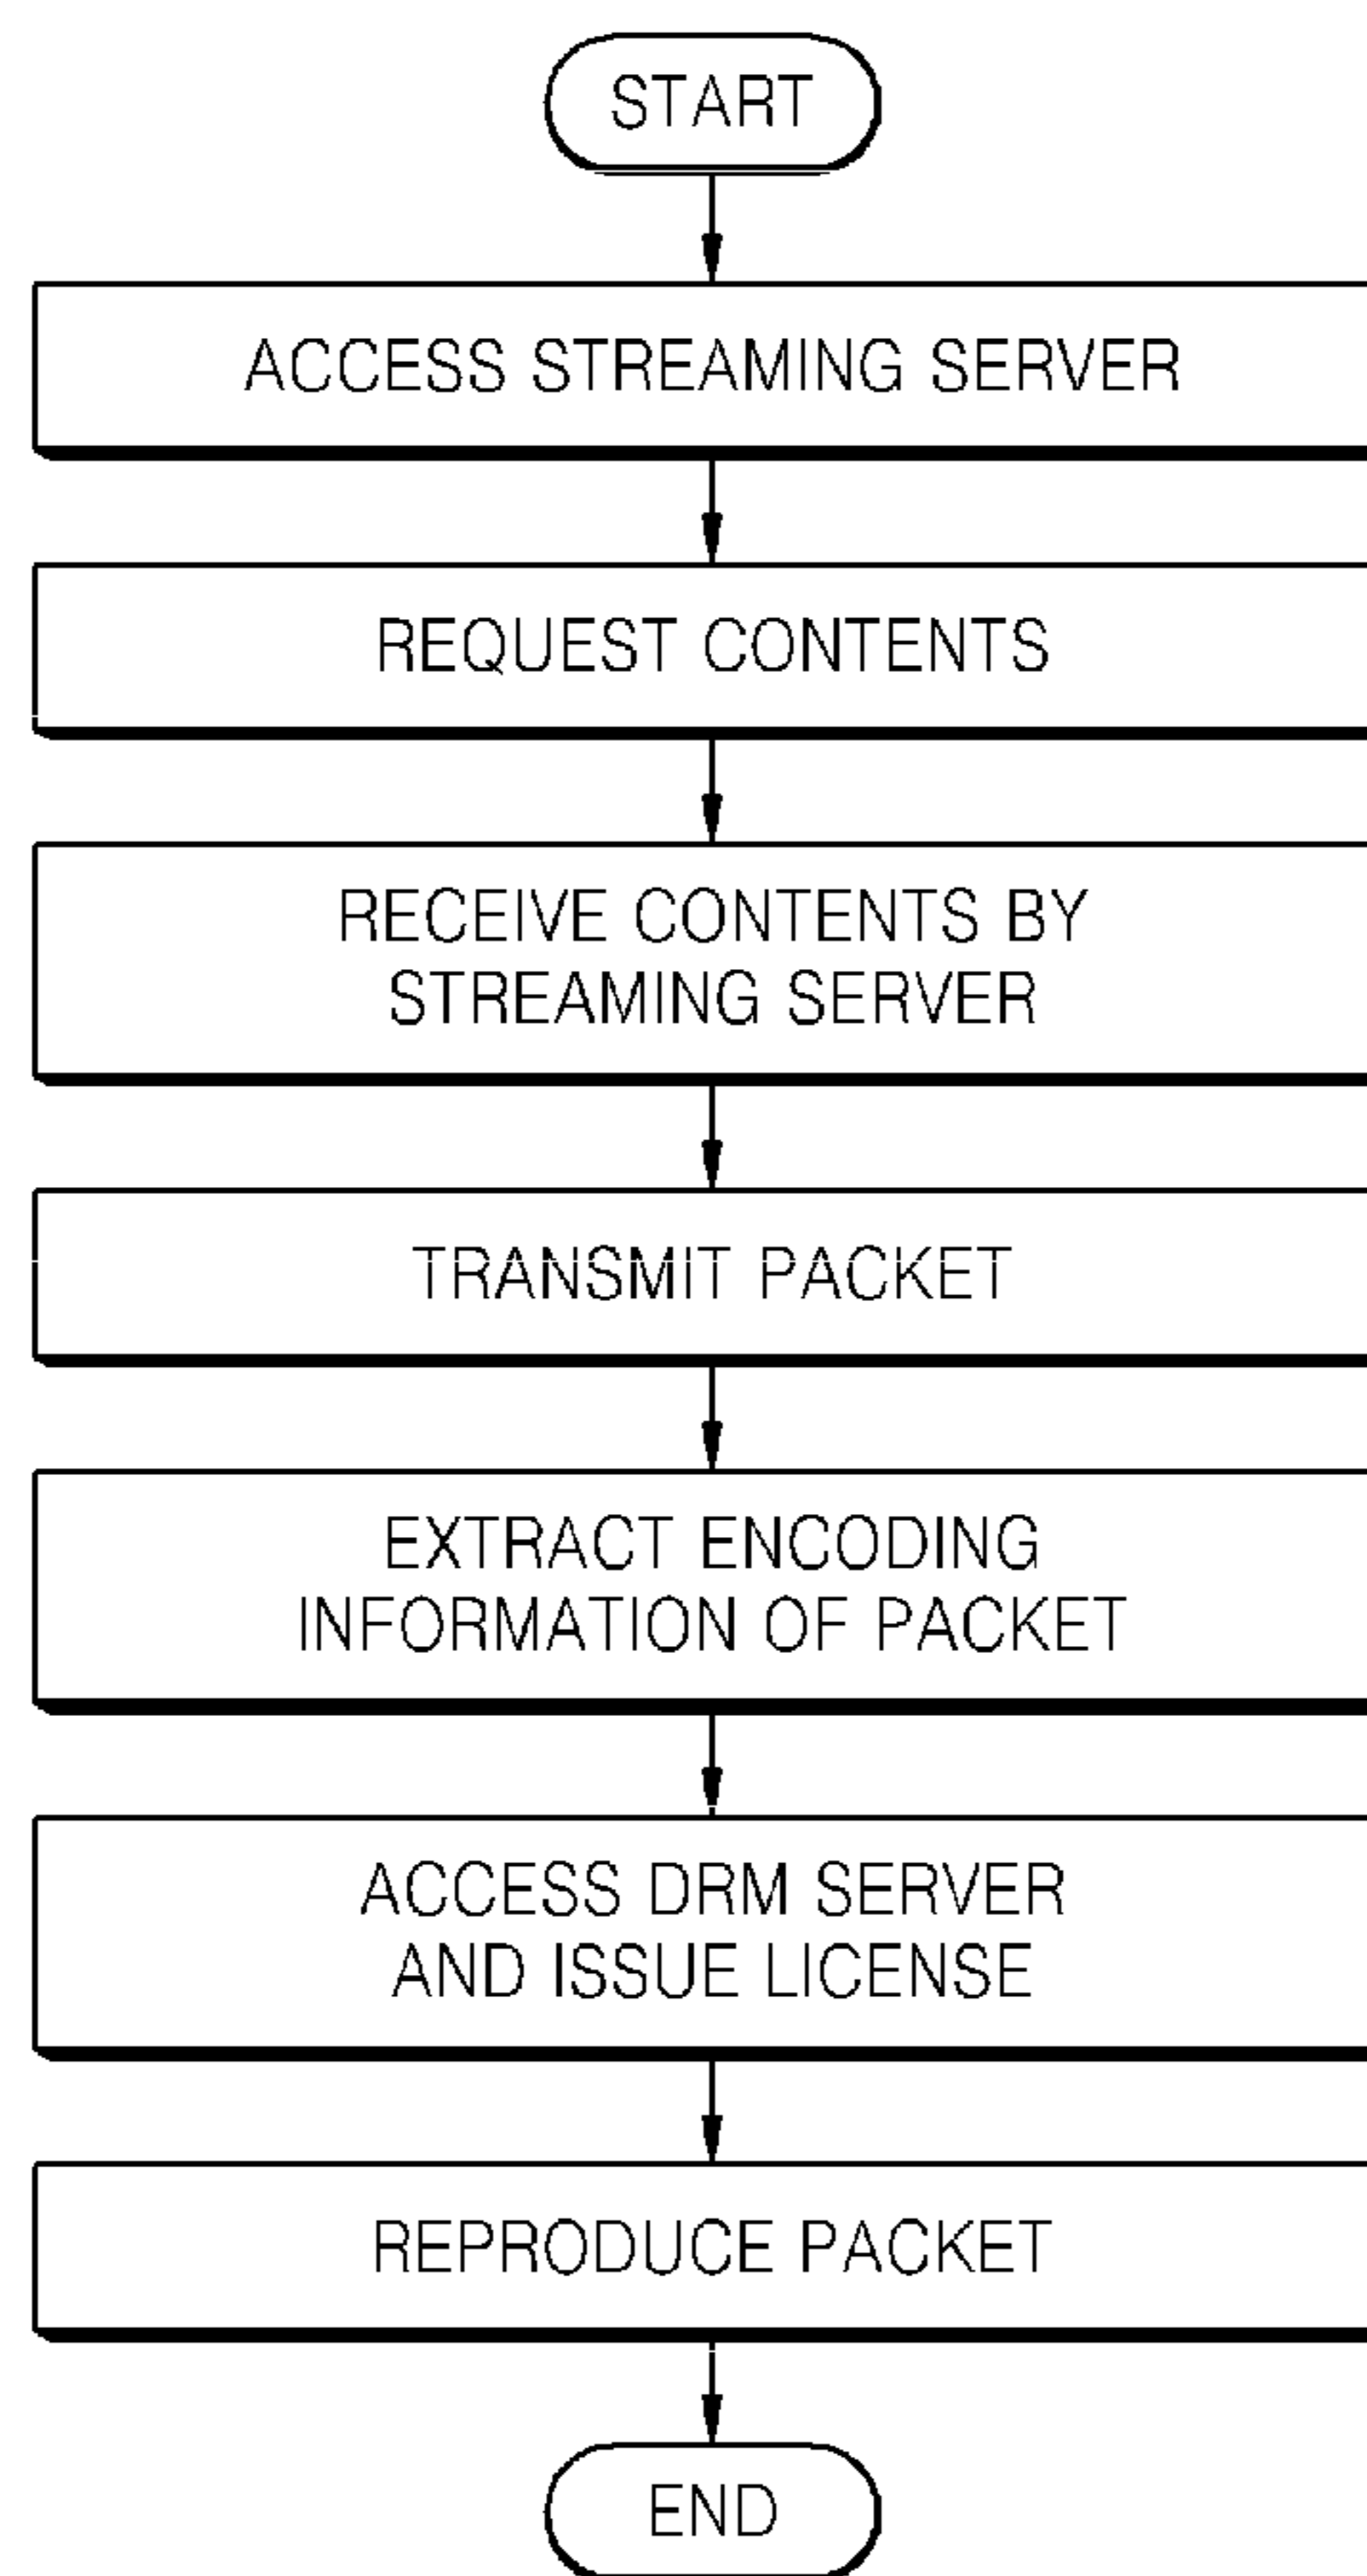 START
ACCESS STREAMING SERVER
REQUEST CONTENTS
RECEIVE CONTENTS BY
STREAMING SERVER
TRANSMIT PACKET
EXTRACT ENCODING
INFORMATION OF PACKET
ACCESS DRM SERVER
AND ISSUE LICENSE
REPRODUCE PACKET
END